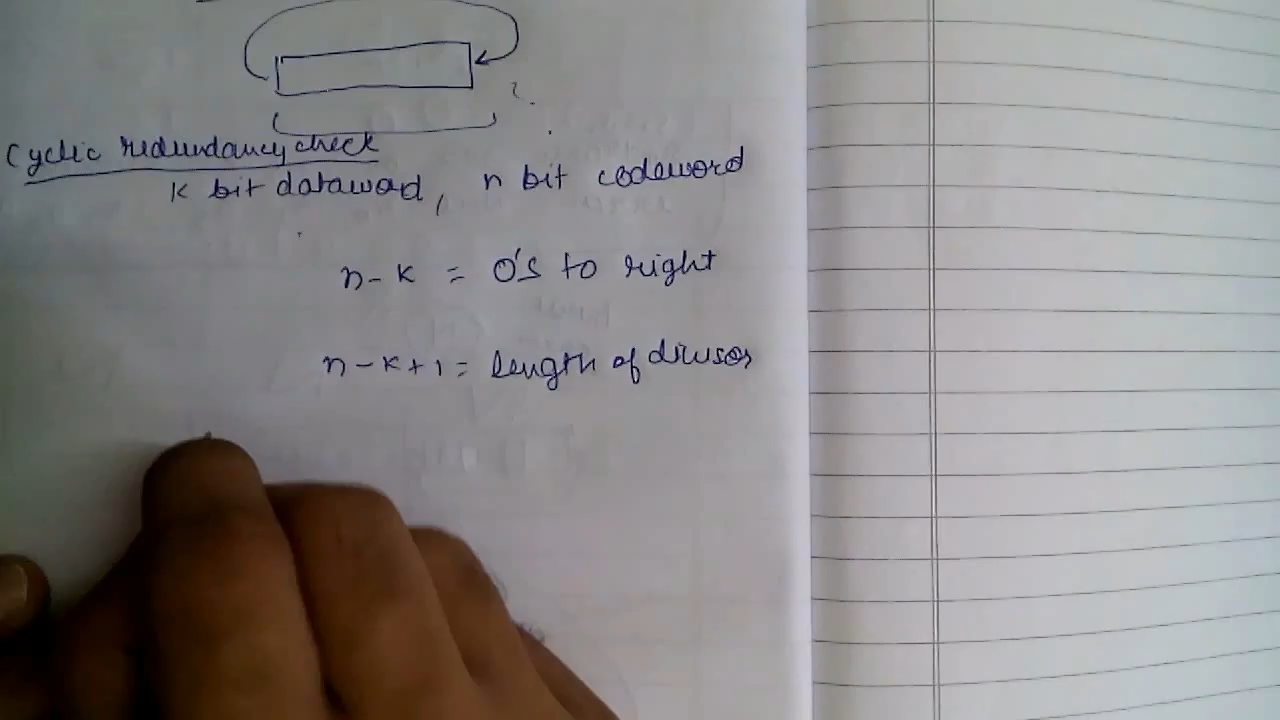 Cyclic redundancy check
k bit dataword, n bit codeword
n-k = 0's to right
n-k+1 = length of divisor